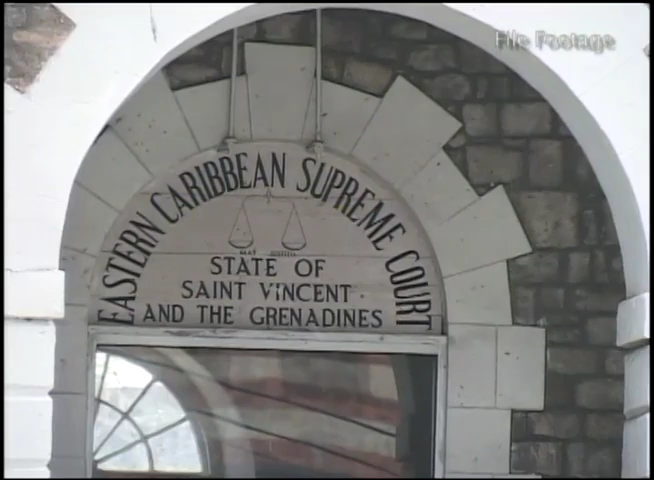 File Footage
EASTERN CARIBBEAN SUPREME COURT
STATE OF
SAINT VINCENT
AND THE GRENADINES